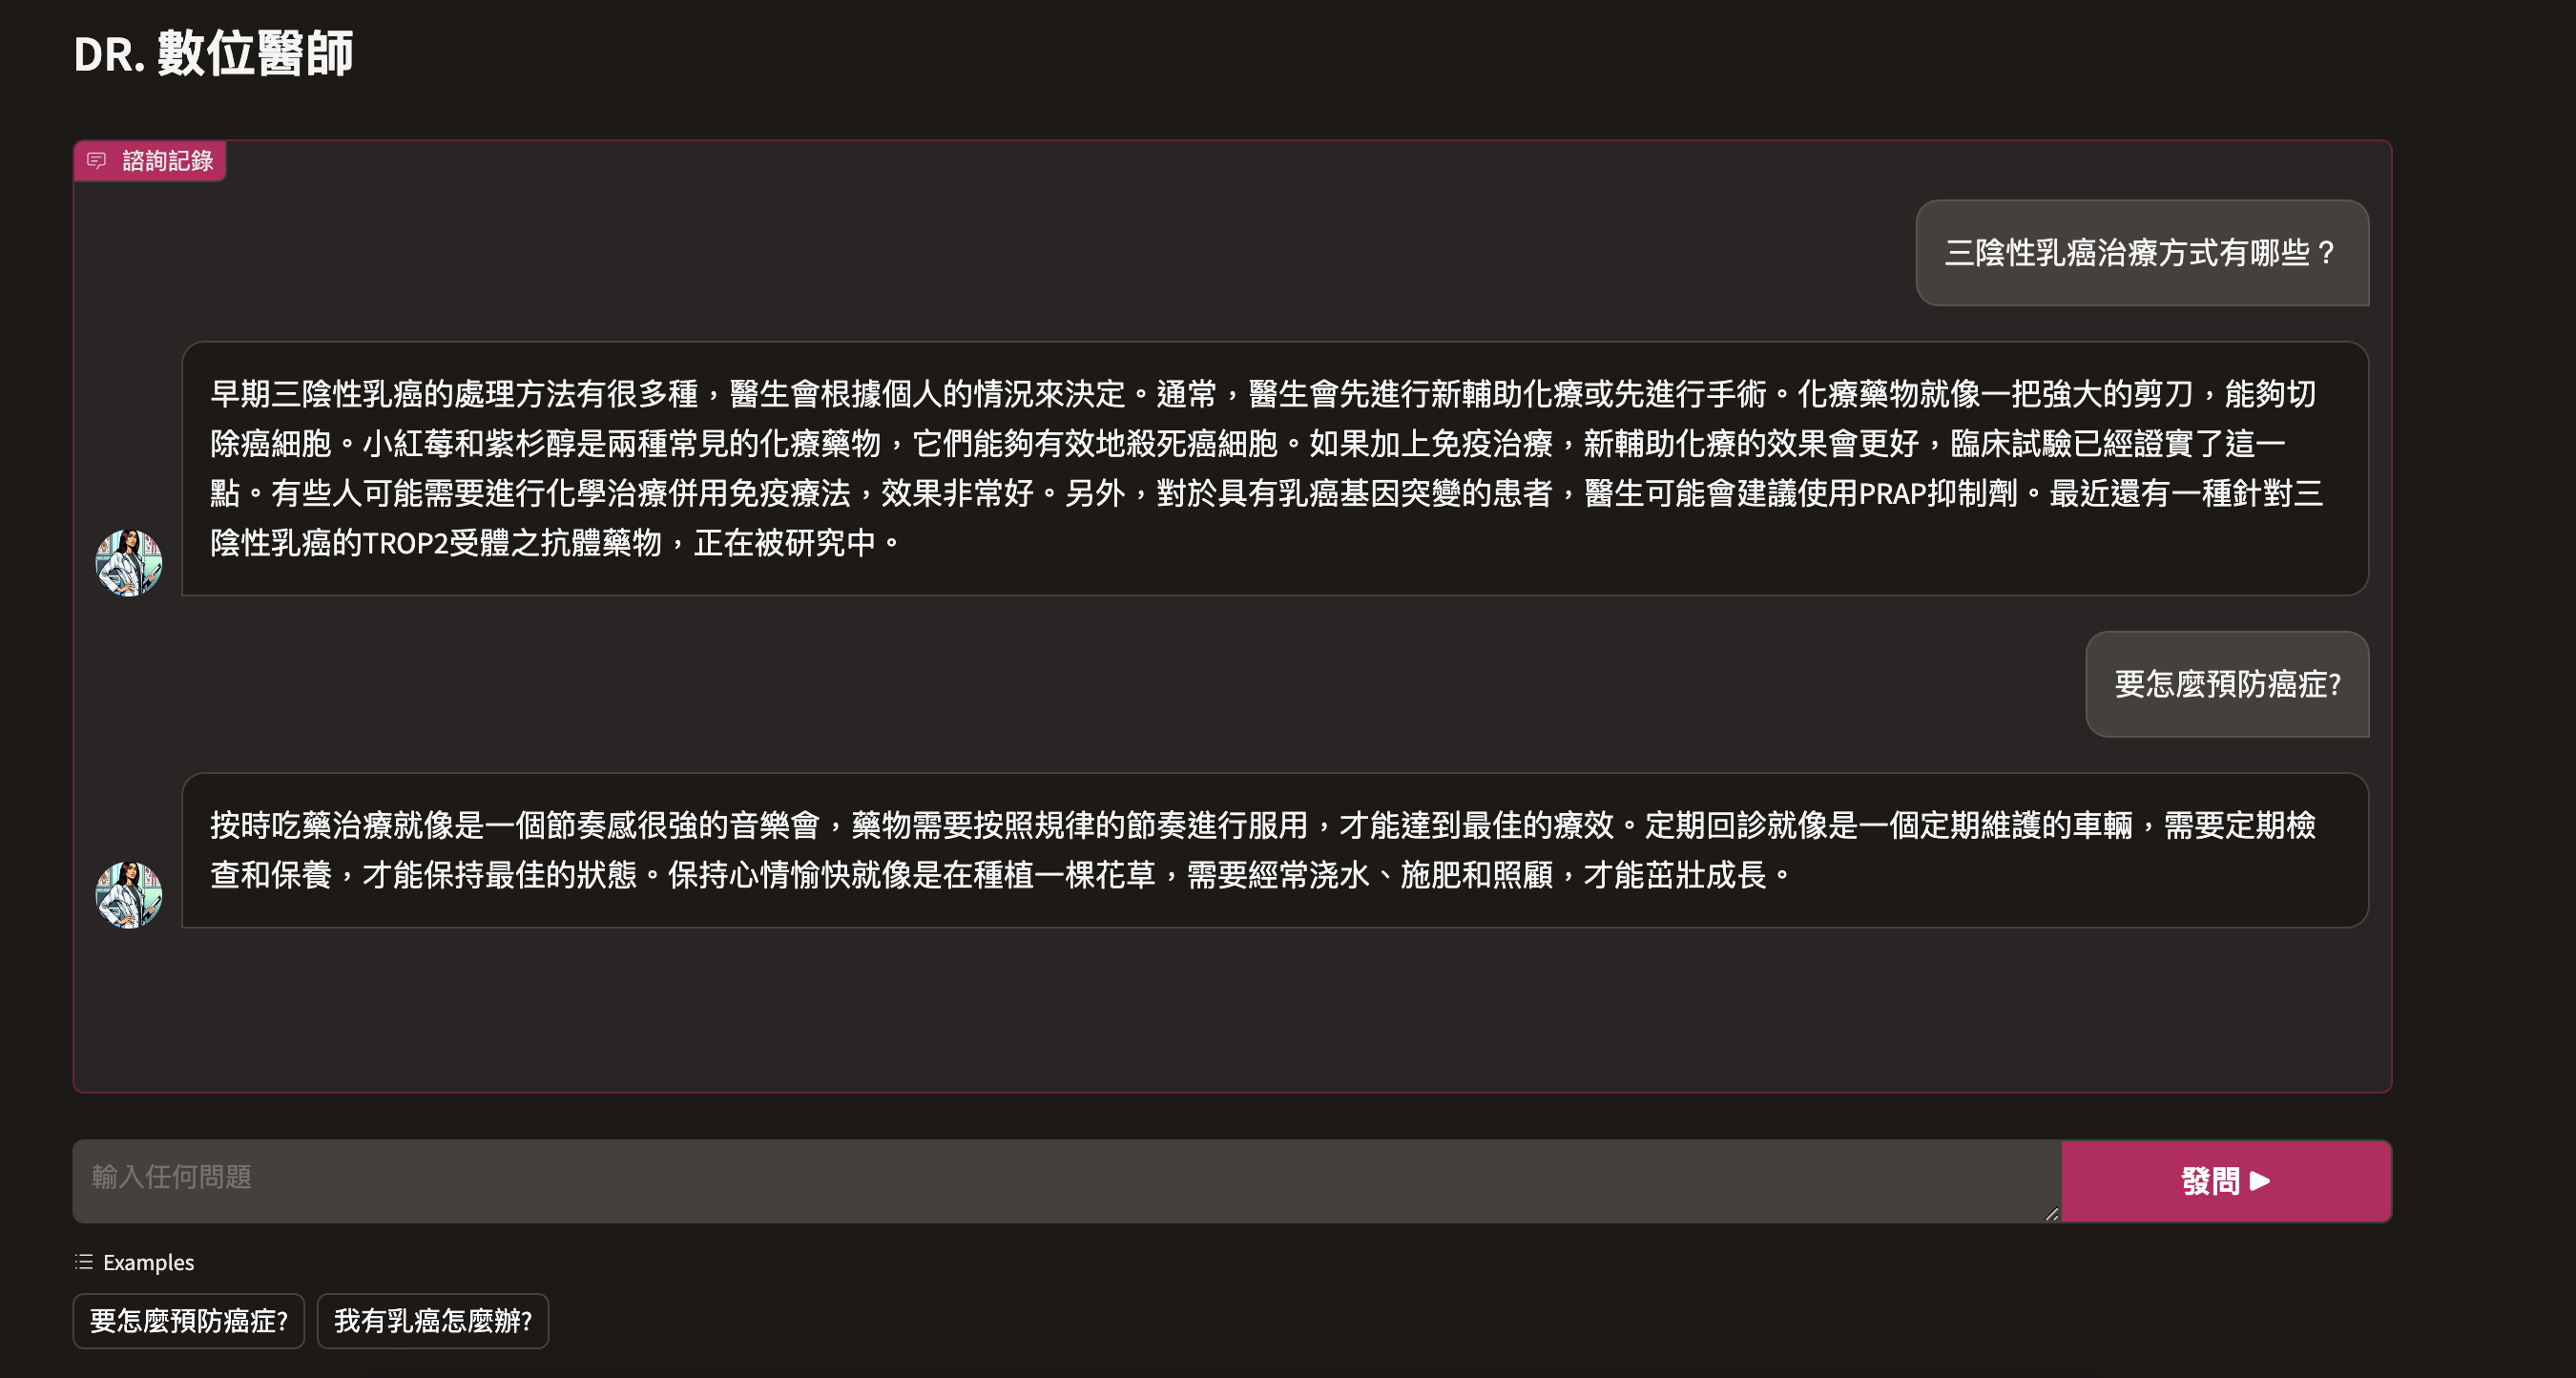 DR. 數位醫師
諮詢記錄
三陰性乳癌治療方式有哪些？
早期三陰性乳癌的處理方法有很多種，醫生會根據個人的情況來決定。通常，醫生會先進行新輔助化療或先進行手術。化療藥物就像一把強大的剪刀，能夠切
除癌細胞。小紅莓和紫杉醇是兩種常見的化療藥物，它們能夠有效地殺死癌細胞。如果加上免疫治療，新輔助化療的效果會更好，臨床試驗已經證實了這一
點。有些人可能需要進行化學治療併用免疫療法，效果非常好。另外，對於具有乳癌基因突變的患者，醫生可能會建議使用PRAP抑制劑。最近還有一種針對三
陰性乳癌的TROP2受體之抗體藥物，正在被研究中。
要怎麼預防癌症?
按時吃藥治療就像是一個節奏感很強的音樂會，藥物需要按照規律的節奏進行服用，才能達到最佳的療效。定期回診就像是一個定期維護的車輛，需要定期檢
查和保養，才能保持最佳的狀態。保持心情愉快就像是在種植一棵花草，需要經常浇水、施肥和照顧，才能茁壯成長。
輸入任何問題
發問 ▶
Examples
要怎麼預防癌症?
我有乳癌怎麼辦?